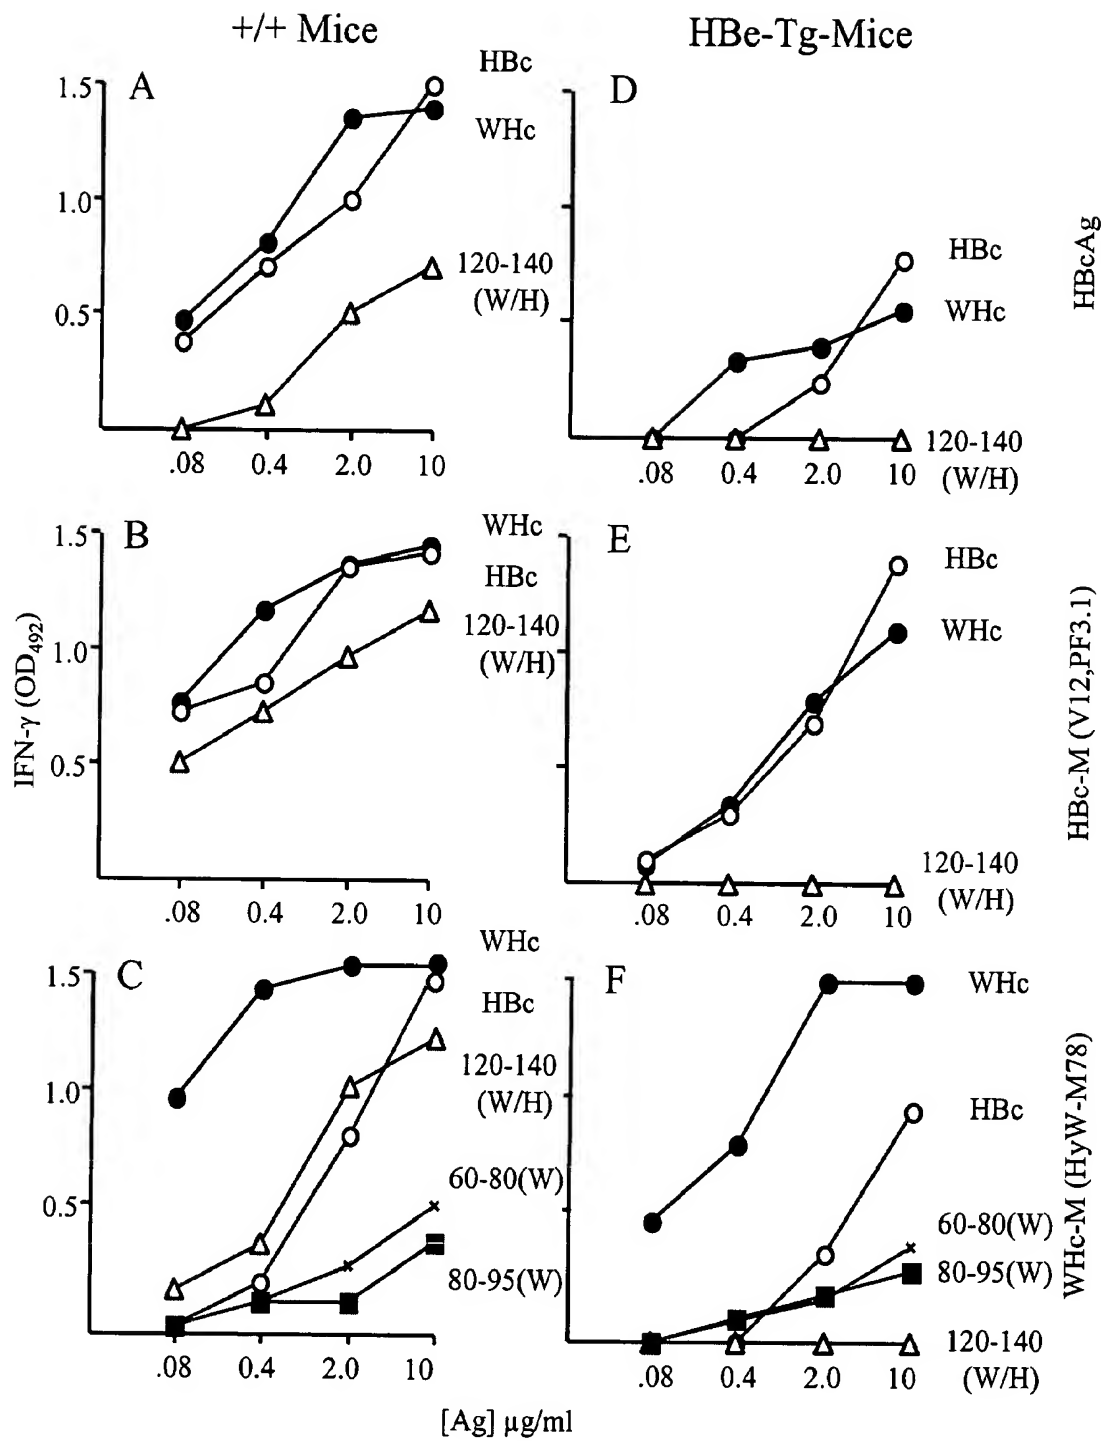 +/+ Mice
HBe-Tg-Mice
A
HBc
WHc
120-140
(W/H)
1.5
1.0
0.5
.08 0.4 2.0 10
D
HBc
WHc
120-140
(W/H)
.08 0.4 2.0 10
HBcAg
B
WHc
HBc
120-140
(W/H)
1.5
1.0
0.5
.08 0.4 2.0 10
IFN-γ (OD492)
E
HBc
WHc
120-140
(W/H)
.08 0.4 2.0 10
HBc-M (V12,PF3.1)
C
WHc
HBc
120-140
(W/H)
60-80(W)
80-95(W)
1.5
1.0
0.5
.08 0.4 2.0 10
F
WHc
HBc
60-80(W)
80-95(W)
120-140
(W/H)
.08 0.4 2.0 10
WHc-M (HyW-M78)
[Ag] μg/ml